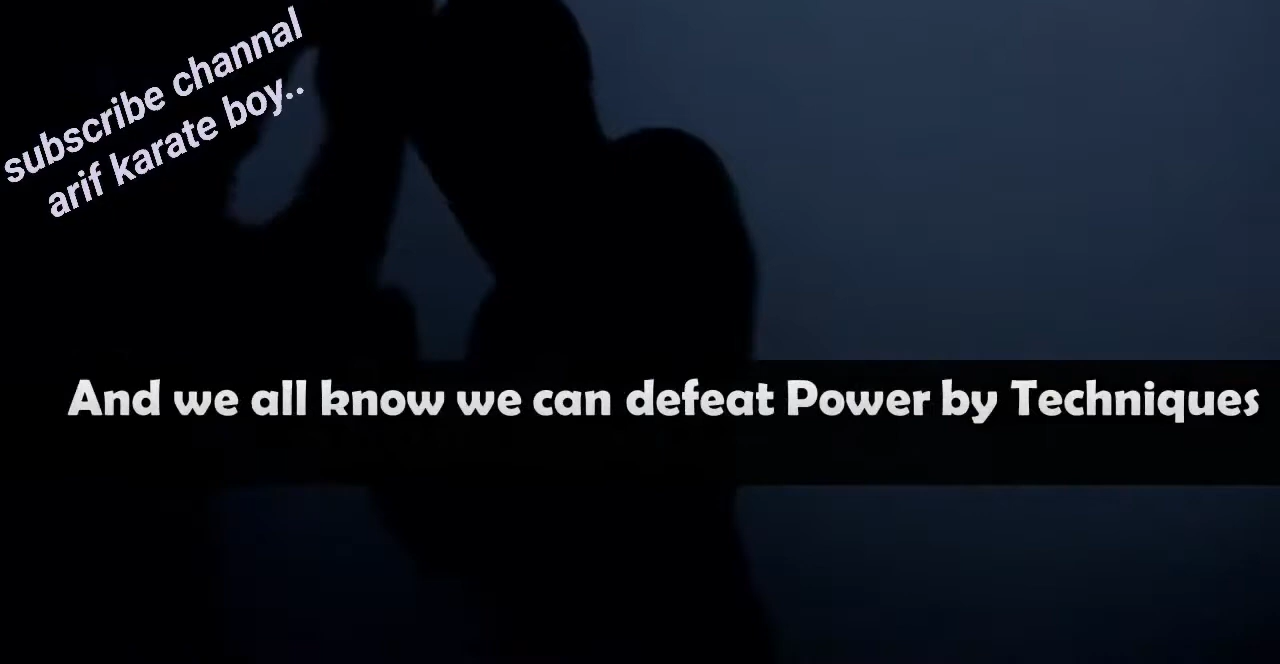 subscribe channal
arif karate boy..
And we all know we can defeat Power by Techniques